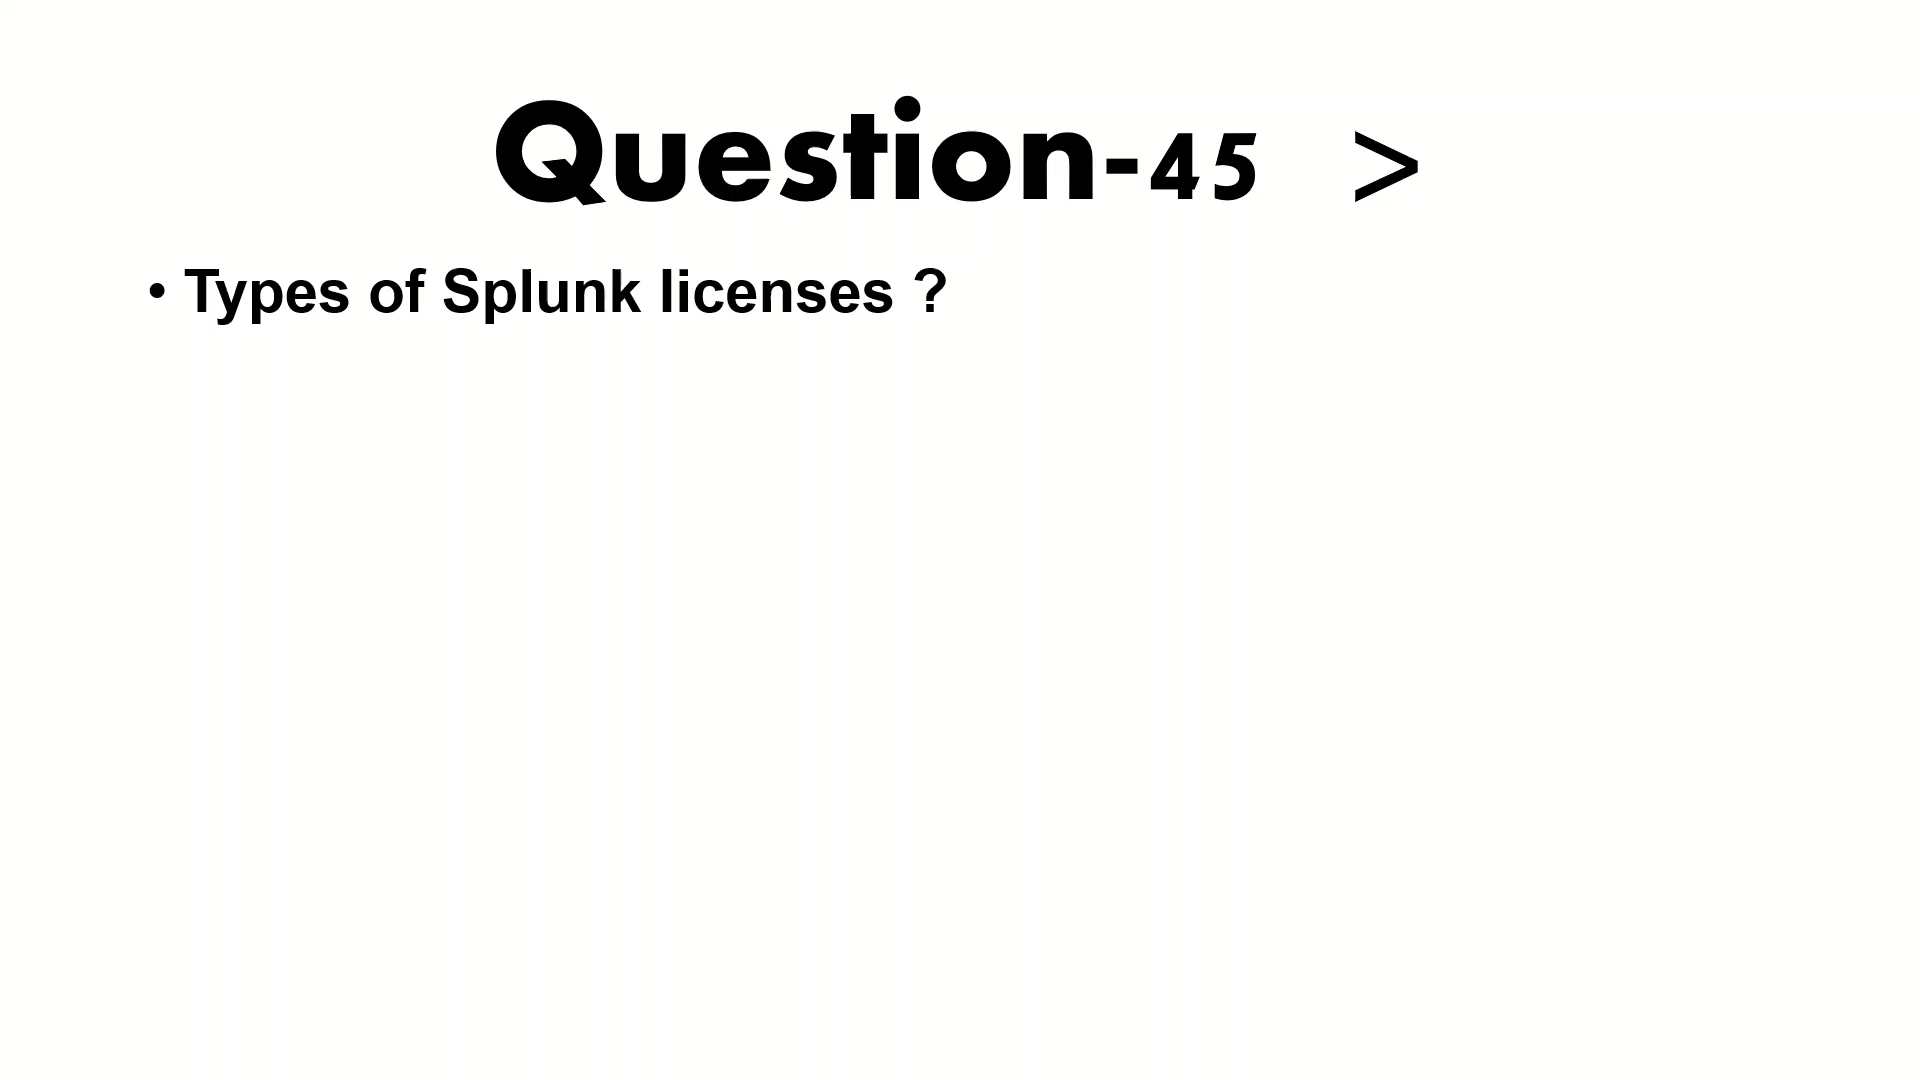 Question-45 >
• Types of Splunk licenses ?